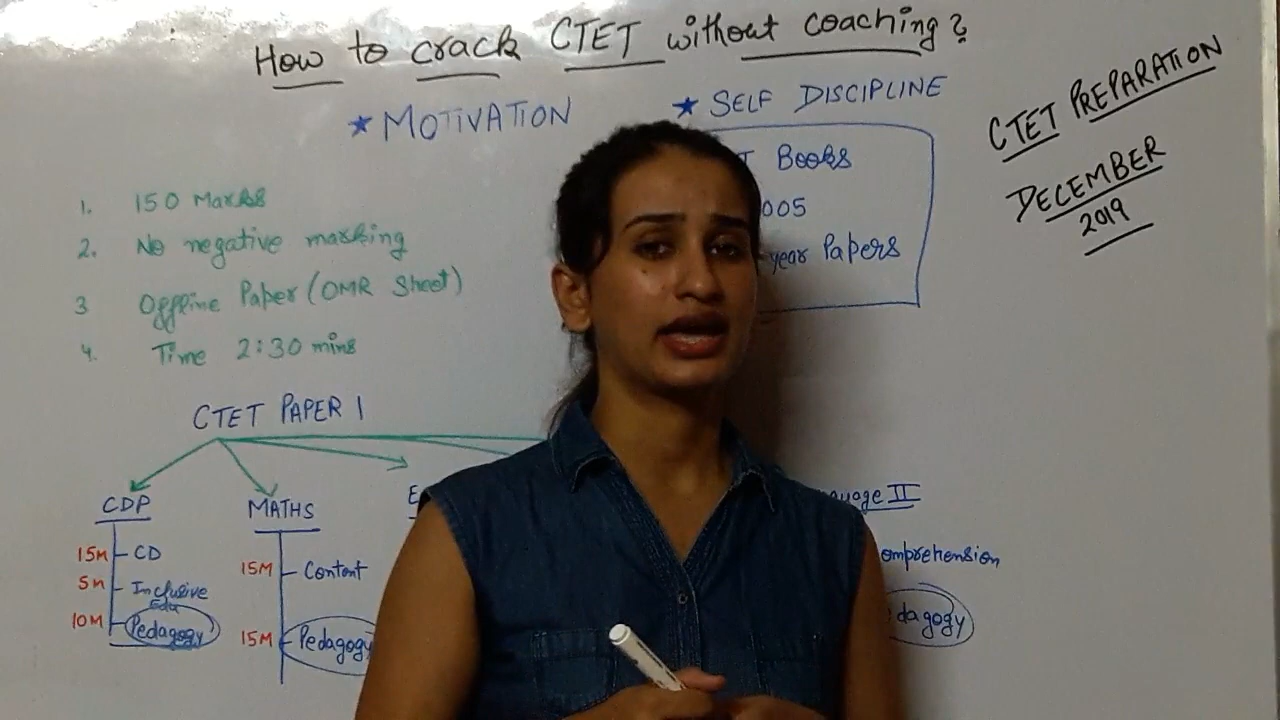 How to crack CTET without coaching?
★ MOTIVATION
★ SELF DISCIPLINE
CTET PREPARATION
DECEMBER
2019
Books
005
year Papers
1. 150 Marks
2. No negative marking
3 Offline Paper (OMR Sheet)
4. Time 2:30 mins
CTET PAPER 1
CDP
15M CD
5M Inclusive Edu
10M Pedagogy
MATHS
15M Content
15M Pedagogy
E
uage II
omprehension
dagogy